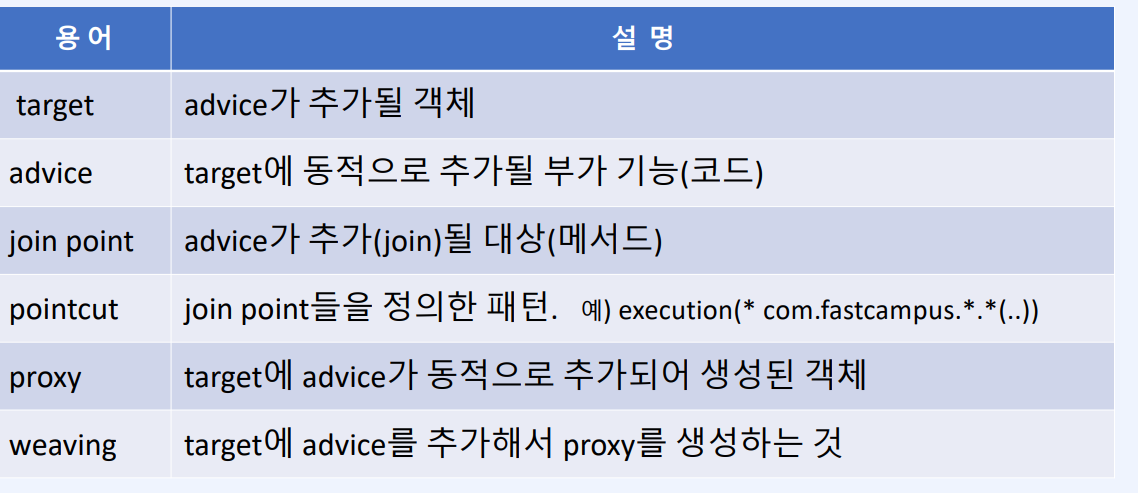 용 어 설 명
target advice가 추가될 객체
advice target에 동적으로 추가될 부가 기능(코드)
join point advice가 추가(join)될 대상(메서드)
pointcut join point들을 정의한 패턴. 예) execution(* com.fastcampus.*.*(..))
proxy target에 advice가 동적으로 추가되어 생성된 객체
weaving target에 advice를 추가해서 proxy를 생성하는 것